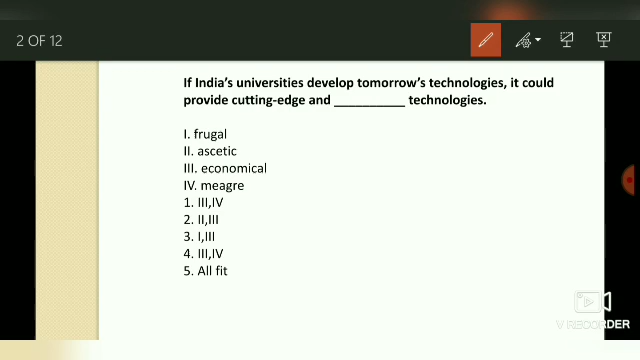 2 OF 12
If India's universities develop tomorrow's technologies, it could
provide cutting-edge and __________ technologies.
I. frugal
II. ascetic
III. economical
IV. meagre
1. III,IV
2. II,III
3. I,III
4. III,IV
5. All fit
V RECORDER